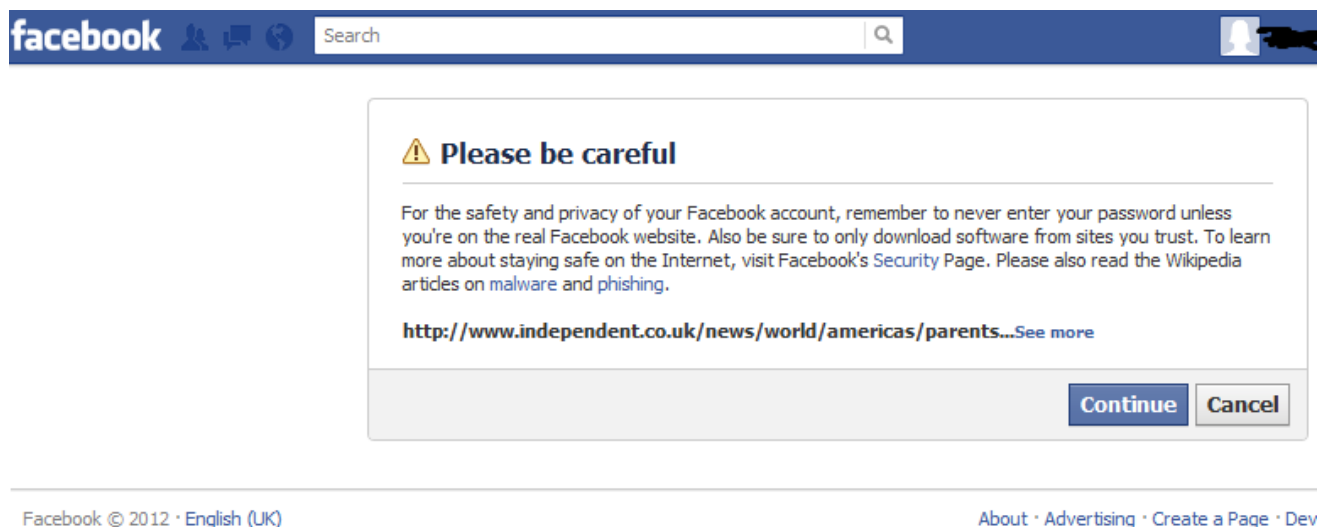 facebook Search
Please be careful
For the safety and privacy of your Facebook account, remember to never enter your password unless
you're on the real Facebook website. Also be sure to only download software from sites you trust. To learn
more about staying safe on the Internet, visit Facebook's Security Page. Please also read the Wikipedia
articles on malware and phishing.
http://www.independent.co.uk/news/world/americas/parents...See more
Continue Cancel
Facebook © 2012 · English (UK) About · Advertising · Create a Page · Dev